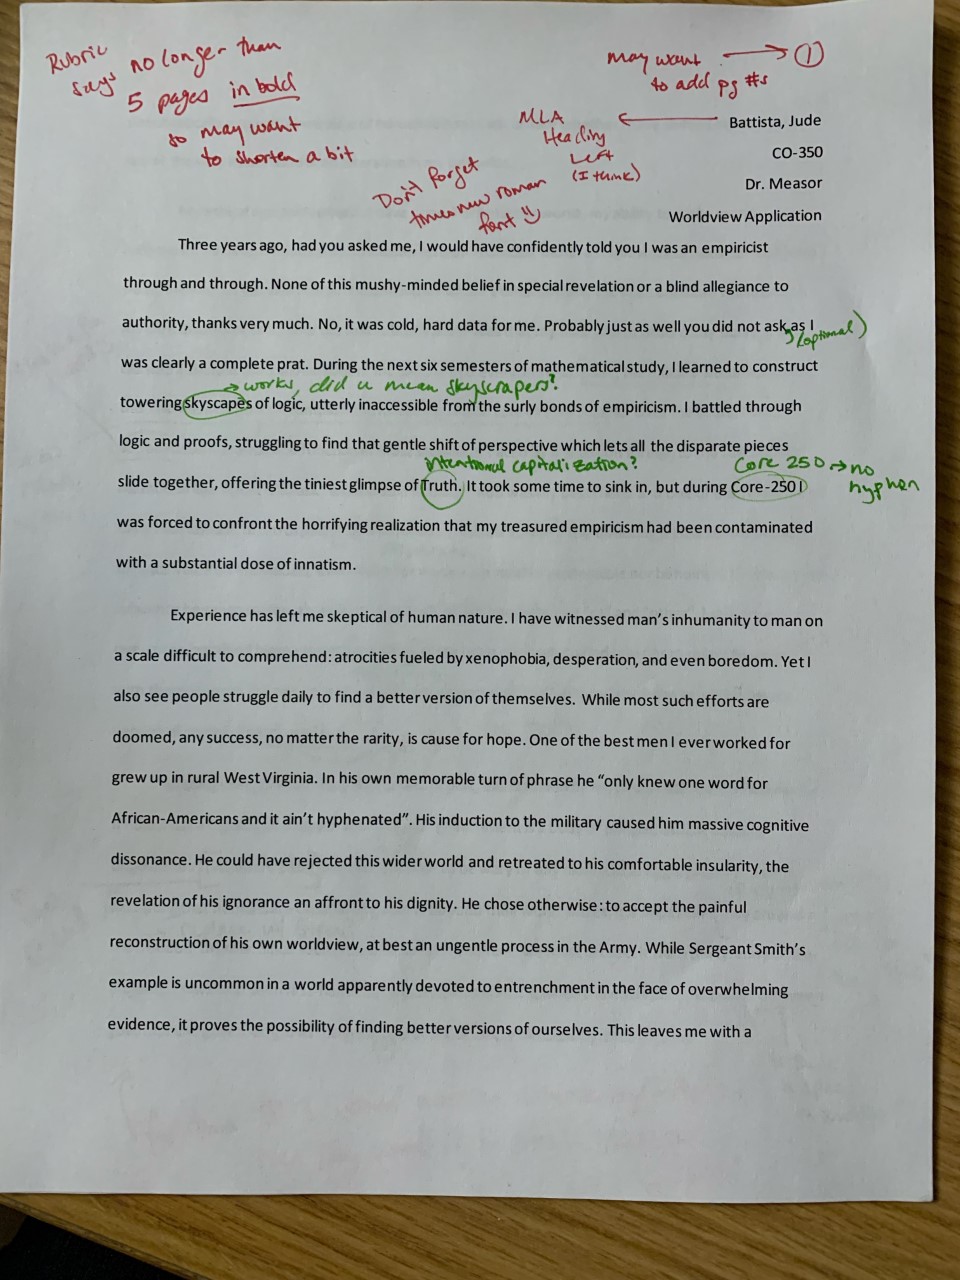 Rubric
says no longer than
5 pages in bold
so may want
to shorten a bit
may want → 1
to add pg #s
MLA
Heading
Left
(I think)
Don't forget
times new roman
font
Battista, Jude
CO-350
Dr. Measor
Worldview Application
Three years ago, had you asked me, I would have confidently told you I was an empiricist
through and through. None of this mushy-minded belief in special revelation or a blind allegiance to
authority, thanks very much. No, it was cold, hard data for me. Probably just as well you did not ask as I
, (optional)
was clearly a complete prat. During the next six semesters of mathematical study, I learned to construct
→ works, did u mean skyscrapers?
towering skyscapes of logic, utterly inaccessible from the surly bonds of empiricism. I battled through
logic and proofs, struggling to find that gentle shift of perspective which lets all the disparate pieces
intentional capitalization? Core 250 → no
hyphen
slide together, offering the tiniest glimpse of Truth. It took some time to sink in, but during Core-250 I
was forced to confront the horrifying realization that my treasured empiricism had been contaminated
with a substantial dose of innatism.
Experience has left me skeptical of human nature. I have witnessed man's inhumanity to man on
a scale difficult to comprehend: atrocities fueled by xenophobia, desperation, and even boredom. Yet I
also see people struggle daily to find a better version of themselves. While most such efforts are
doomed, any success, no matter the rarity, is cause for hope. One of the best men I ever worked for
grew up in rural West Virginia. In his own memorable turn of phrase he "only knew one word for
African-Americans and it ain't hyphenated". His induction to the military caused him massive cognitive
dissonance. He could have rejected this wider world and retreated to his comfortable insularity, the
revelation of his ignorance an affront to his dignity. He chose otherwise: to accept the painful
reconstruction of his own worldview, at best an ungentle process in the Army. While Sergeant Smith's
example is uncommon in a world apparently devoted to entrenchment in the face of overwhelming
evidence, it proves the possibility of finding better versions of ourselves. This leaves me with a